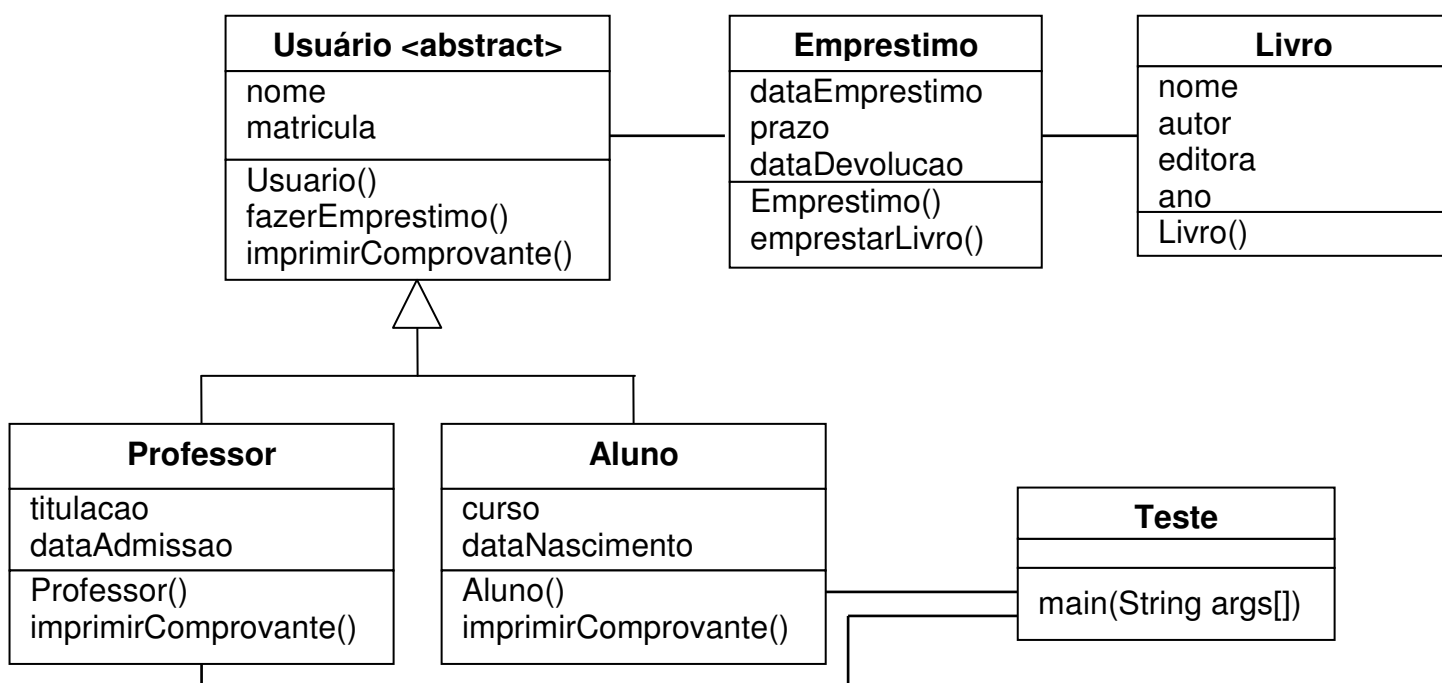 Usuário <abstract>
nome
matricula
Usuario()
fazerEmprestimo()
imprimirComprovante()
Emprestimo
dataEmprestimo
prazo
dataDevolucao
Emprestimo()
emprestarLivro()
Livro
nome
autor
editora
ano
Livro()
Professor
titulacao
dataAdmissao
Professor()
imprimirComprovante()
Aluno
curso
dataNascimento
Aluno()
imprimirComprovante()
Teste
main(String args[])